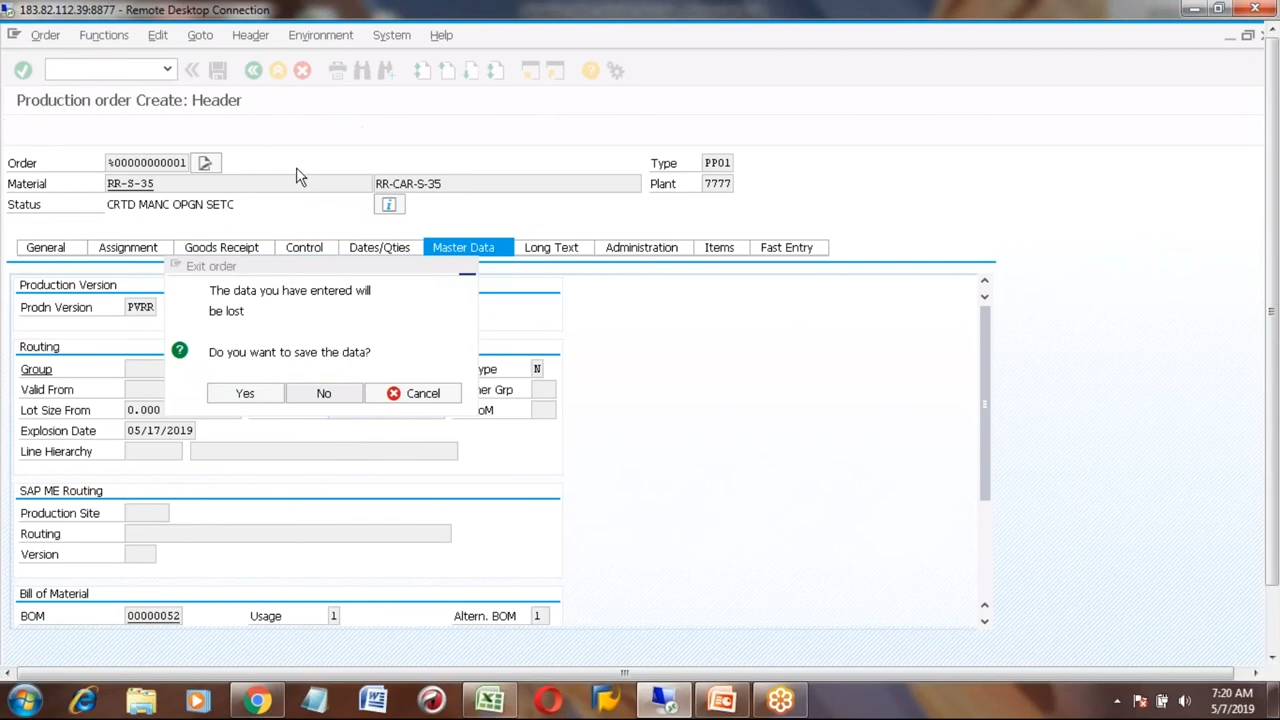 183.82.112.39:8877 - Remote Desktop Connection
Order Functions Edit Goto Header Environment System Help
Production order Create: Header
Order %00000000001 Type PP01
Material RR-S-35 RR-CAR-S-35 Plant 7777
Status CRTD MANC OPGN SETC
General Assignment Goods Receipt Control Dates/Qties Master Data Long Text Administration Items Fast Entry
Exit order
The data you have entered will
be lost
Do you want to save the data?
Yes No Cancel
Production Version
Prodn Version PVRR
Routing
Group ype N
Valid From ner Grp
Lot Size From 0.000 oM
Explosion Date 05/17/2019
Line Hierarchy
SAP ME Routing
Production Site
Routing
Version
Bill of Material
BOM 00000052 Usage 1 Altern. BOM 1
7:20 AM
5/7/2019